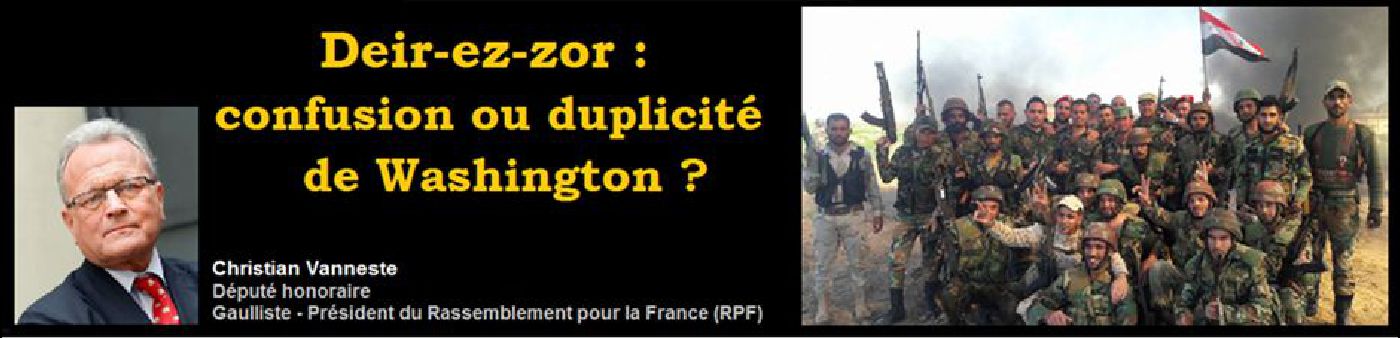 Deir-ez-zor :
confusion ou duplicité
de Washington ?
Christian Vanneste
Député honoraire
Gaulliste - Président du Rassemblement pour la France (RPF)